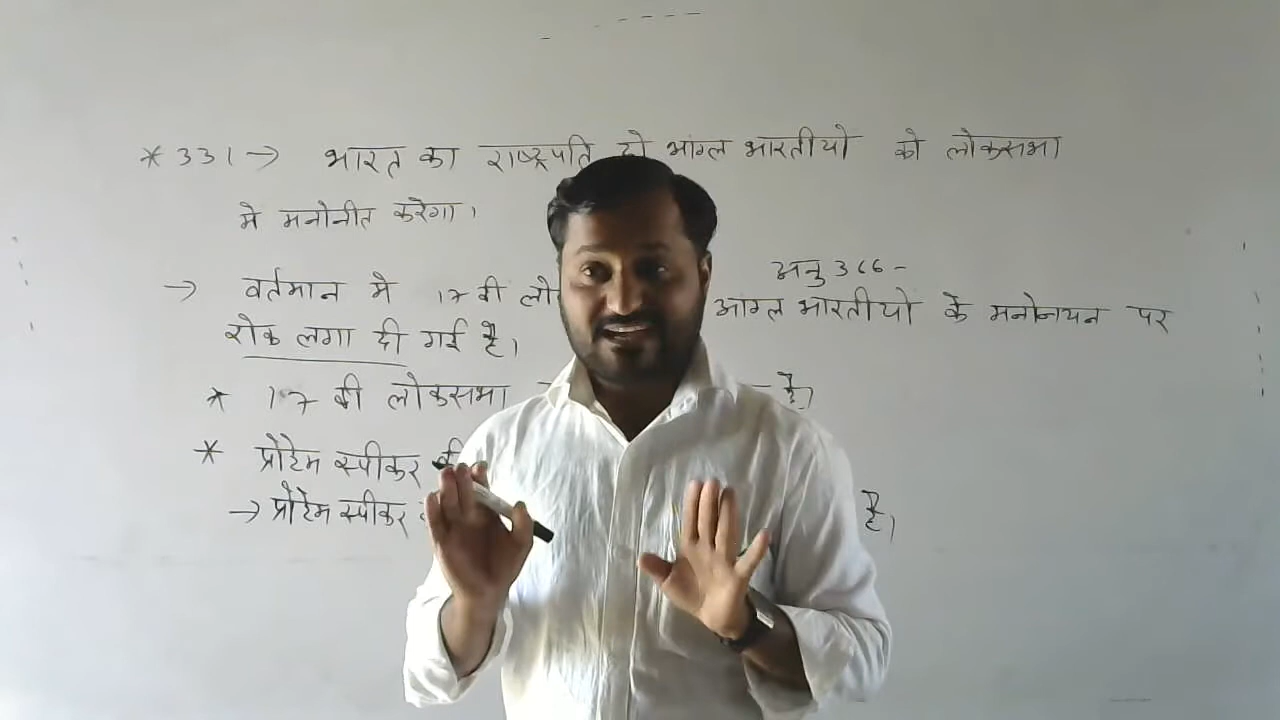 * 331 → भारत का राष्ट्रपति दो आंग्ल भारतीयो को लोकसभा
मे मनोनीत करेगा।
अनु 366 -
→ वर्तमान मे 17 वी आंग्ल भारतीयो के मनोनयन पर
रोक लगा दी गई है।
* 17 वी लोकसभा है।
* प्रोटेम स्पीकर की
→ प्रोटेम स्पीकर है।